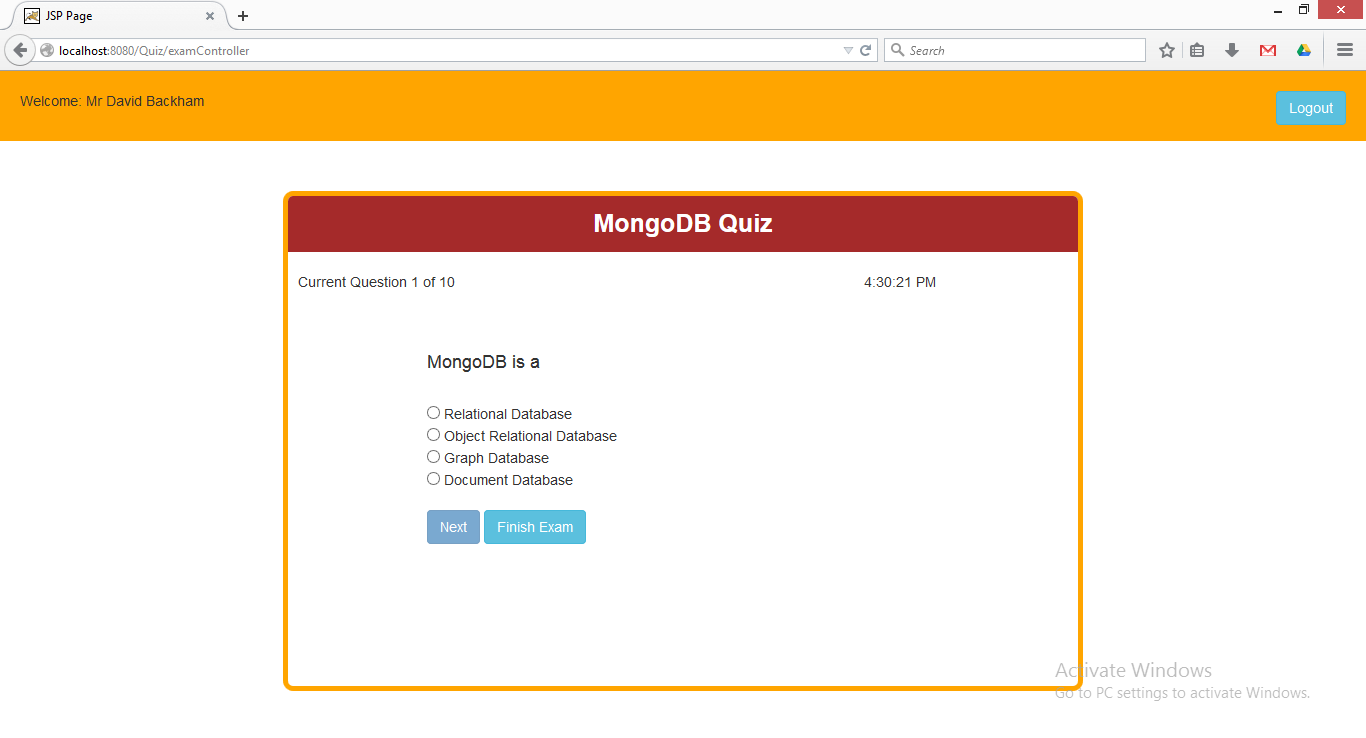 JSP Page
localhost:8080/Quiz/examController
Search
Welcome: Mr David Backham
Logout
MongoDB Quiz
Current Question 1 of 10
4:30:21 PM
MongoDB is a
Relational Database
Object Relational Database
Graph Database
Document Database
Next
Finish Exam
Activate Windows
Go to PC settings to activate Windows.